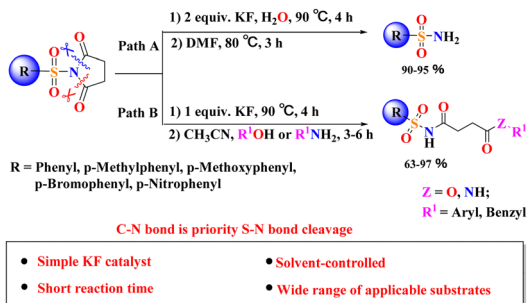 O
O
R
S
N
O
O
Path A
1) 2 equiv. KF, H₂O, 90 ℃, 4 h
2) DMF, 80 ℃, 3 h
R
O
S
NH₂
O
90-95 %
Path B
1) 1 equiv. KF, 90 ℃, 4 h
2) CH₃CN, R¹OH or R¹NH₂, 3-6 h
R
O
O
S
N
H
O
O
Z
R¹
63-97 %
R = Phenyl, p-Methylphenyl, p-Methoxyphenyl,
p-Bromophenyl, p-Nitrophenyl
Z = O, NH;
R¹ = Aryl, Benzyl
C-N bond is priority S-N bond cleavage
• Simple KF catalyst
• Solvent-controlled
• Short reaction time
• Wide range of applicable substrates